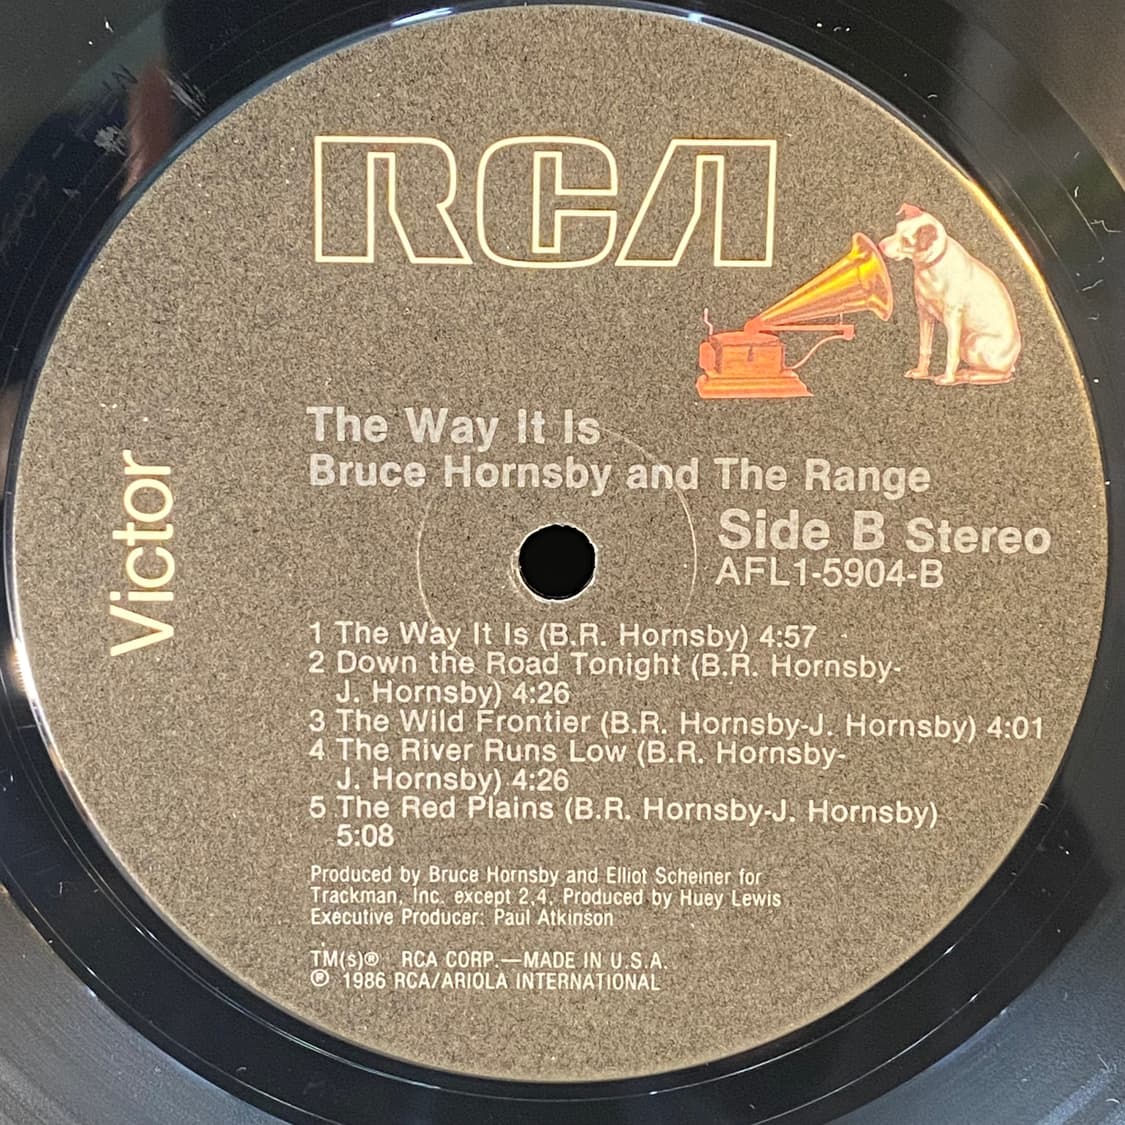 RCA
Victor
The Way It Is
Bruce Hornsby and The Range
Side B Stereo
AFL1-5904-B
1 The Way It Is (B.R. Hornsby) 4:57
2 Down the Road Tonight (B.R. Hornsby-
J. Hornsby) 4:26
3 The Wild Frontier (B.R. Hornsby-J. Hornsby) 4:01
4 The River Runs Low (B.R. Hornsby-
J. Hornsby) 4:26
5 The Red Plains (B.R. Hornsby-J. Hornsby)
5:08
Produced by Bruce Hornsby and Elliot Scheiner for
Trackman, Inc. except 2,4, Produced by Huey Lewis
Executive Producer: Paul Atkinson
TM(s)® RCA CORP.—MADE IN U.S.A.
℗ 1986 RCA/ARIOLA INTERNATIONAL